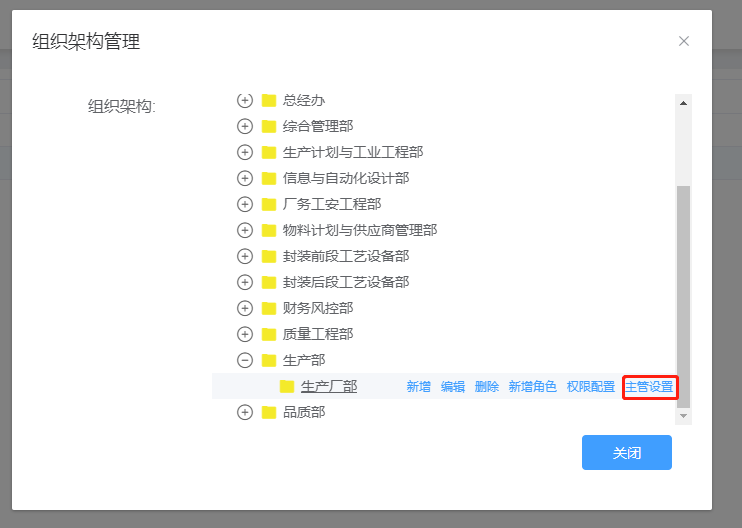 组织架构管理
组织架构:
总经办
综合管理部
生产计划与工业工程部
信息与自动化设计部
厂务工安工程部
物料计划与供应商管理部
封装前段工艺设备部
封装后段工艺设备部
财务风控部
质量工程部
生产部
生产厂部 新增 编辑 删除 新增角色 权限配置 主管设置
品质部
关闭